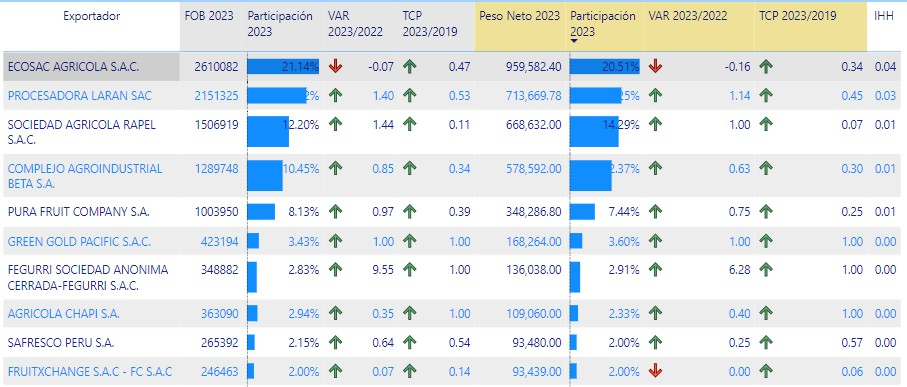 Exportador FOB 2023 Participación 2023 VAR 2023/2022 TCP 2023/2019 Peso Neto 2023 Participación 2023 VAR 2023/2022 TCP 2023/2019 IHH
ECOSAC AGRICOLA S.A.C. 2610082 21.14% -0.07 0.47 959,582.40 20.51% -0.16 0.34 0.04
PROCESADORA LARAN SAC 2151325 1.40 0.53 713,669.78 1.14 0.45 0.03
SOCIEDAD AGRICOLA RAPEL S.A.C. 1506919 12.20% 1.44 0.11 668,632.00 14.29% 1.00 0.07 0.01
COMPLEJO AGROINDUSTRIAL BETA S.A. 1289748 10.45% 0.85 0.34 578,592.00 2.37% 0.63 0.30 0.01
PURA FRUIT COMPANY S.A. 1003950 8.13% 0.97 0.39 348,286.80 7.44% 0.75 0.25 0.01
GREEN GOLD PACIFIC S.A.C. 423194 3.43% 1.00 1.00 168,264.00 3.60% 1.00 1.00 0.00
FEGURRI SOCIEDAD ANONIMA CERRADA-FEGURRI S.A.C. 348882 2.83% 9.55 1.00 136,038.00 2.91% 6.28 1.00 0.00
AGRICOLA CHAPI S.A. 363090 2.94% 0.35 1.00 109,060.00 2.33% 0.40 1.00 0.00
SAFRESCO PERU S.A. 265392 2.15% 0.64 0.54 93,480.00 2.00% 0.25 0.57 0.00
FRUITXCHANGE S.A.C - FC S.A.C 246463 2.00% 0.07 0.14 93,439.00 2.00% 0.00 0.06 0.00